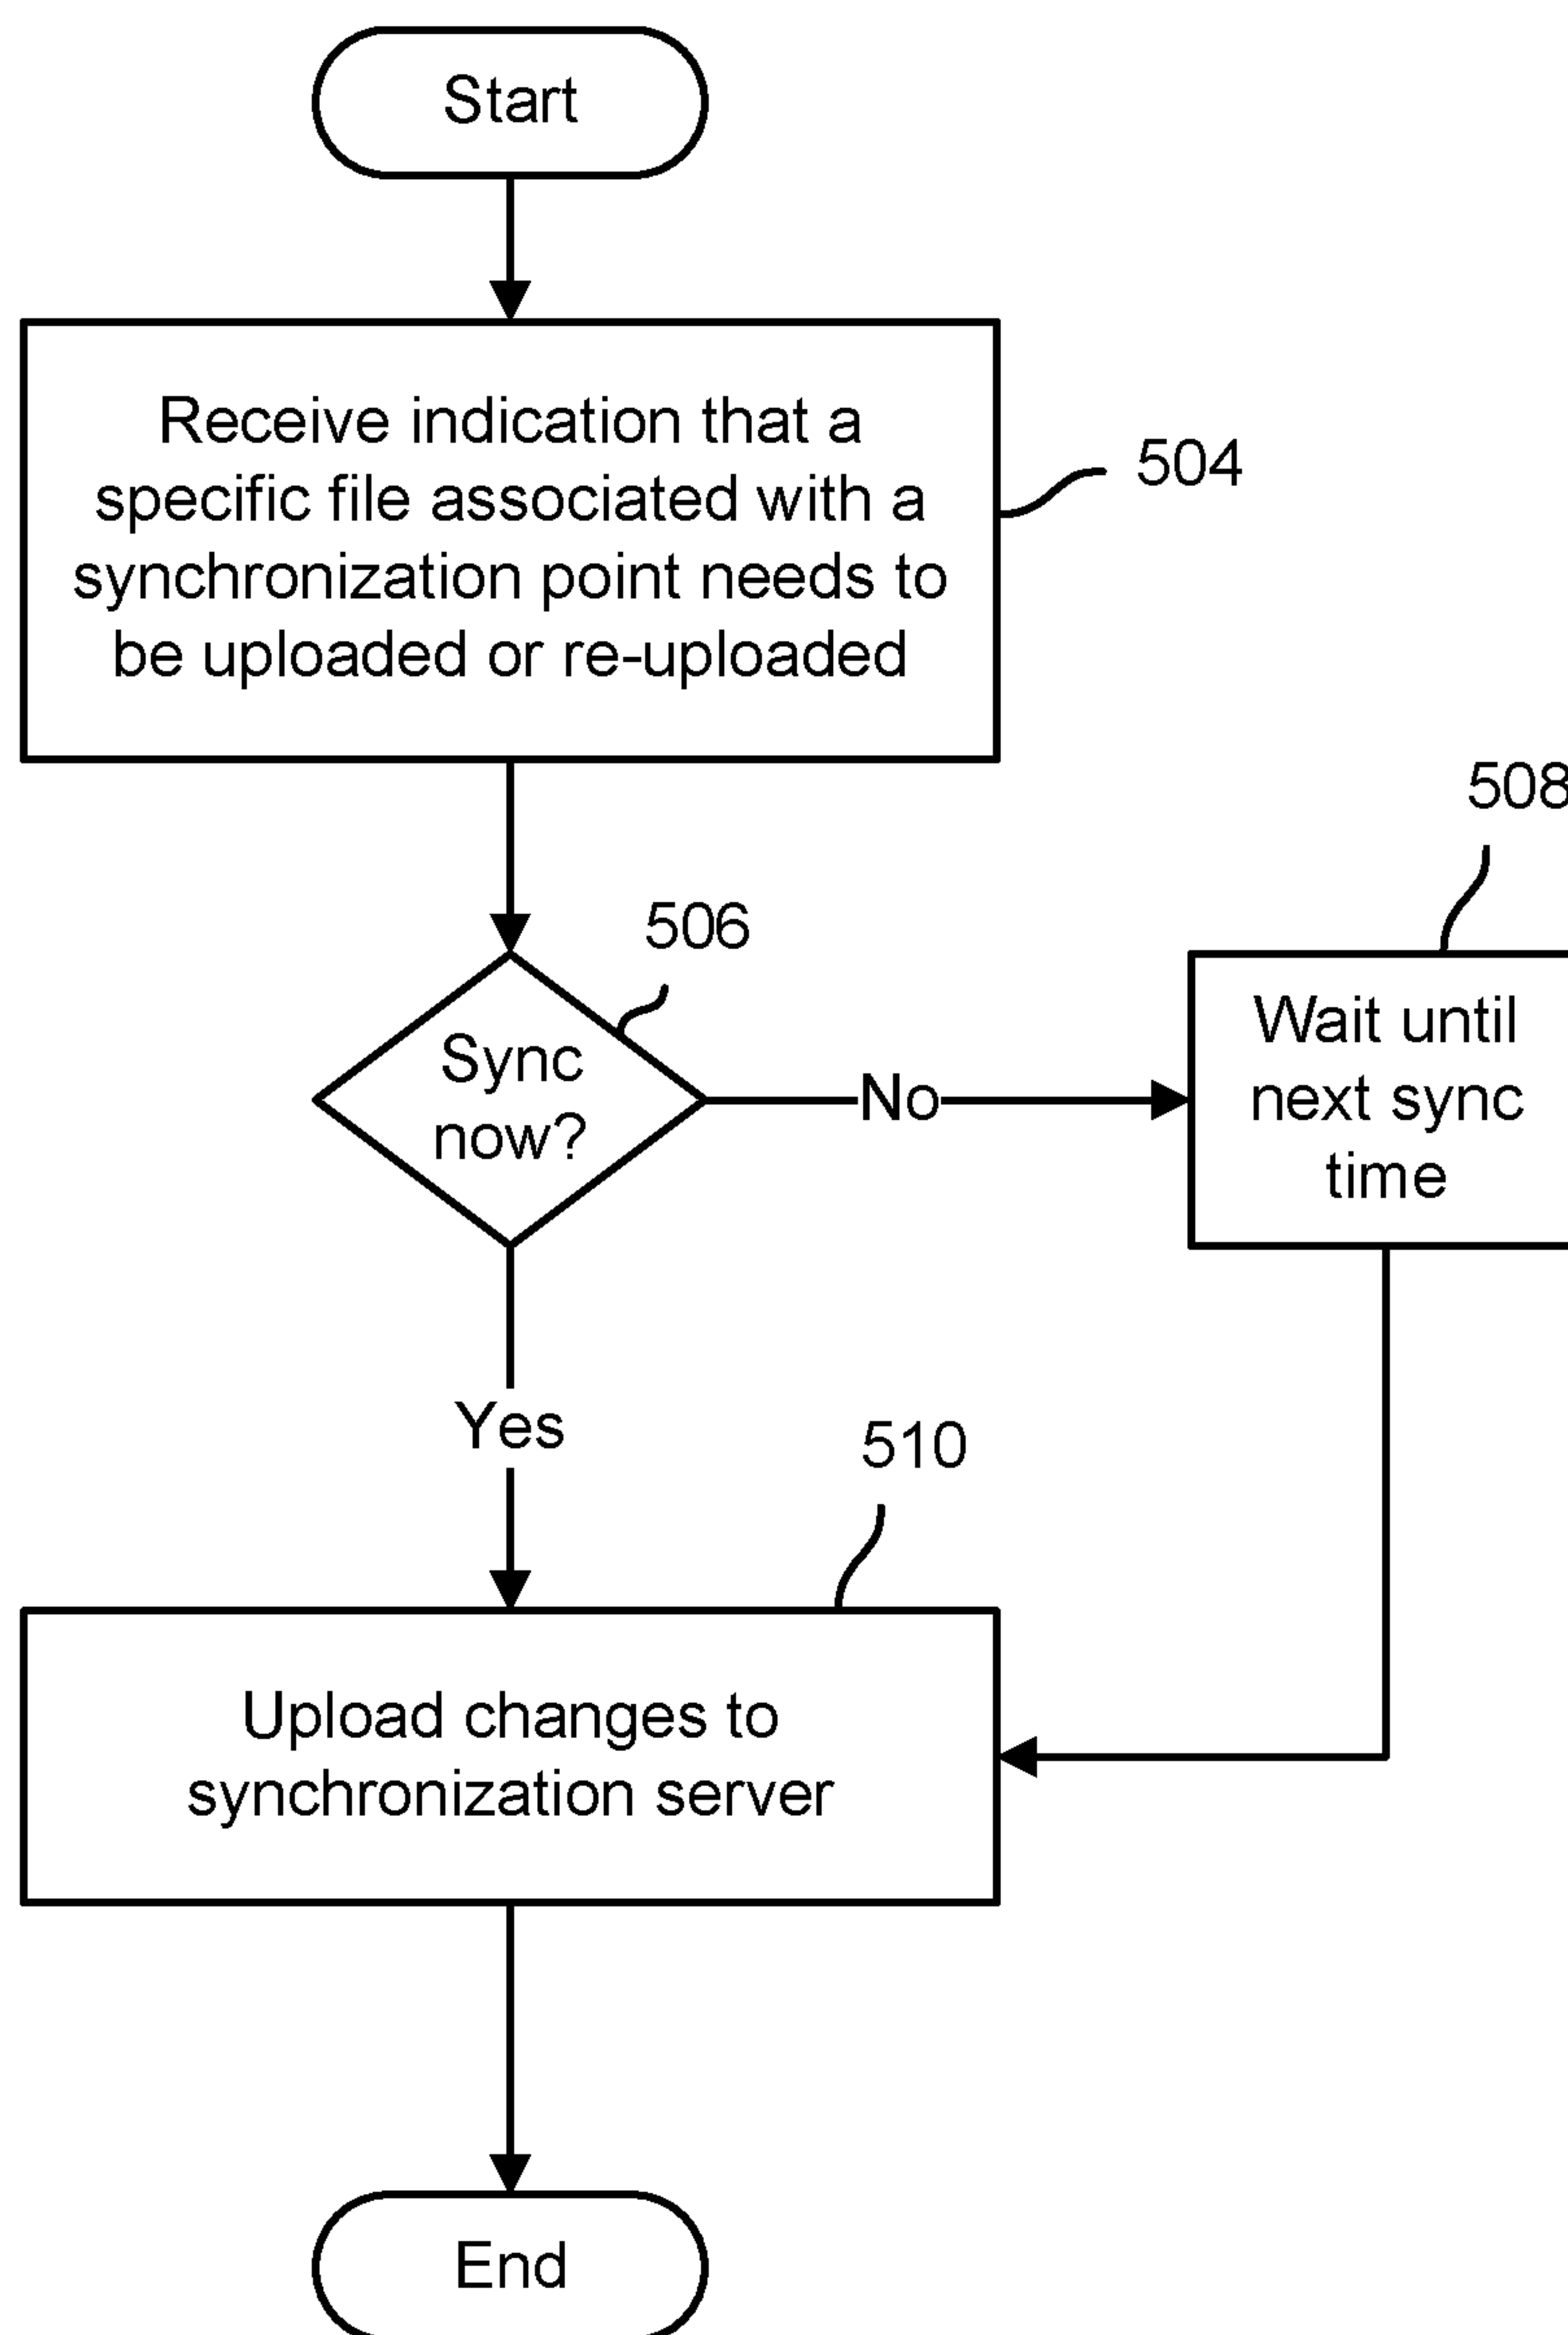 Start
Receive indication that a
specific file associated with a
synchronization point needs to
be uploaded or re-uploaded
504
508
506
Sync
now?
No
Wait until
next sync
time
Yes
510
Upload changes to
synchronization server
End